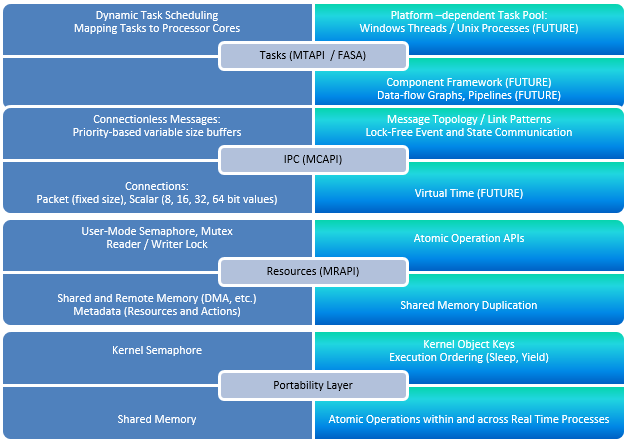 Dynamic Task Scheduling
Mapping Tasks to Processor Cores
Platform –dependent Task Pool:
Windows Threads / Unix Processes (FUTURE)
Tasks (MTAPI / FASA)
Component Framework (FUTURE)
Data-flow Graphs, Pipelines (FUTURE)
Connectionless Messages:
Priority-based variable size buffers
Message Topology / Link Patterns
Lock-Free Event and State Communication
IPC (MCAPI)
Connections:
Packet (fixed size), Scalar (8, 16, 32, 64 bit values)
Virtual Time (FUTURE)
User-Mode Semaphore, Mutex
Reader / Writer Lock
Atomic Operation APIs
Resources (MRAPI)
Shared and Remote Memory (DMA, etc.)
Metadata (Resources and Actions)
Shared Memory Duplication
Kernel Semaphore
Kernel Object Keys
Execution Ordering (Sleep, Yield)
Portability Layer
Shared Memory
Atomic Operations within and across Real Time Processes